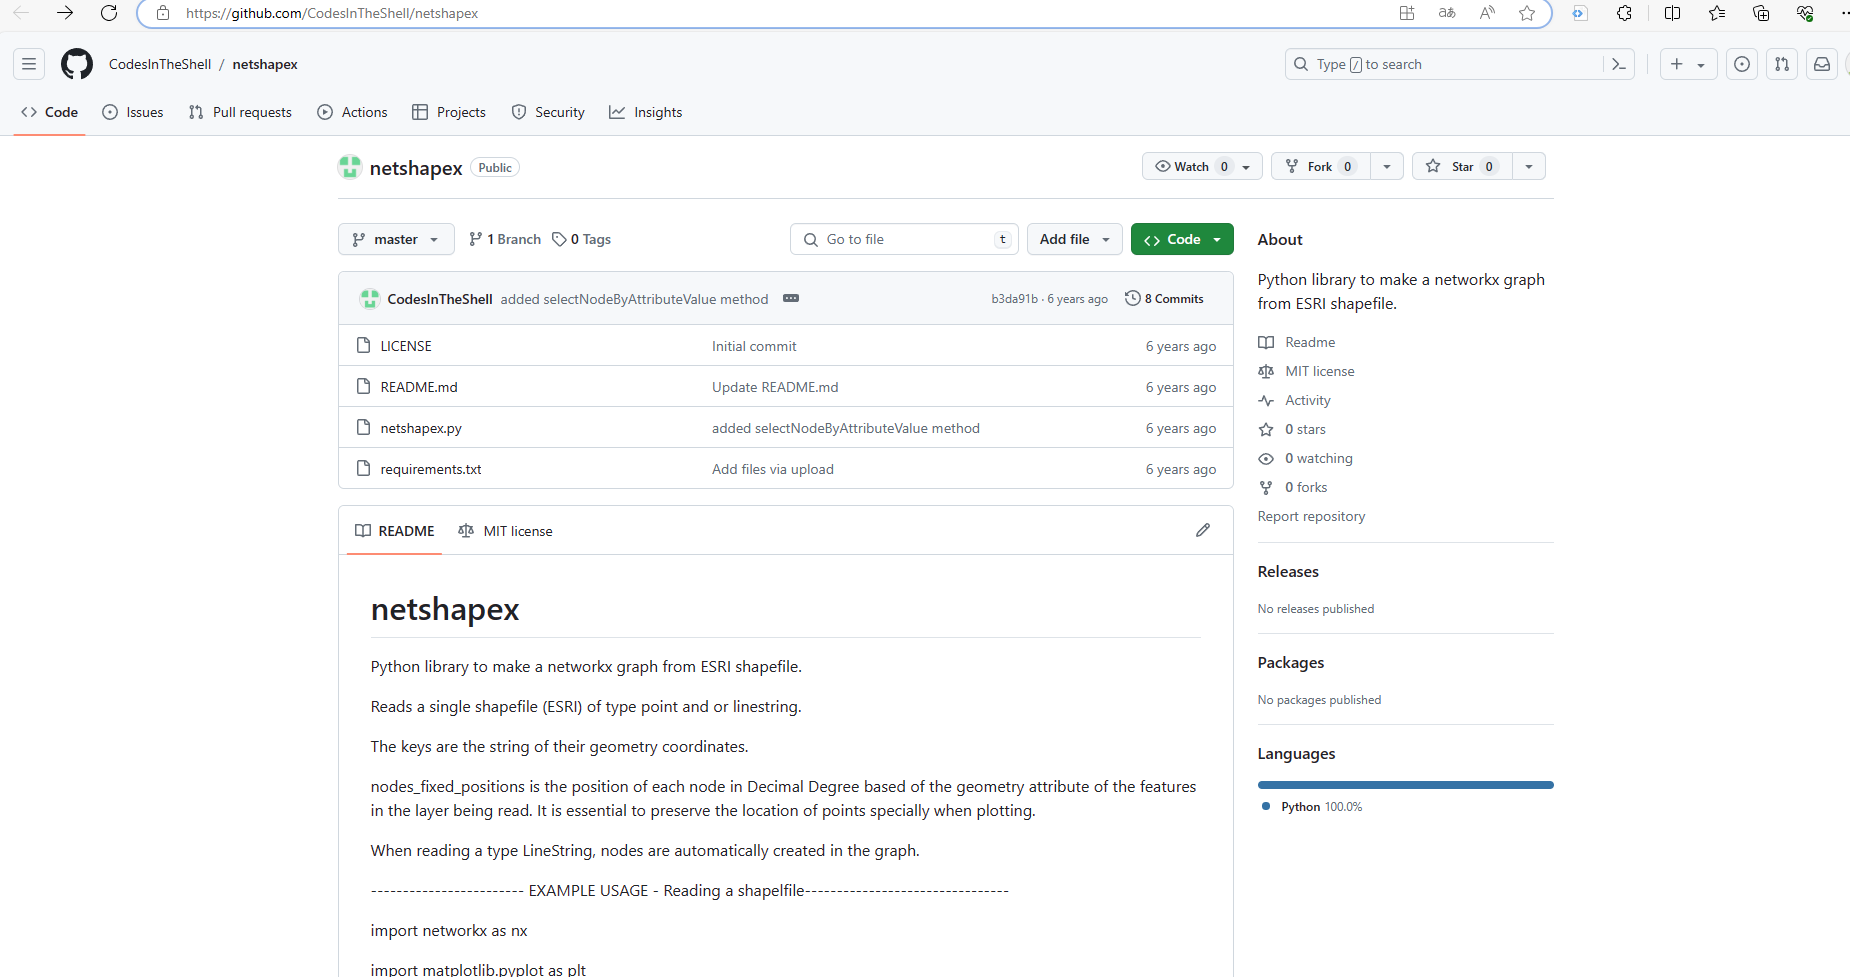 https://github.com/CodesInTheShell/netshapex
CodesInTheShell / netshapex
Type / to search
Code Issues Pull requests Actions Projects Security Insights
netshapex Public
Watch 0 Fork 0 Star 0
master 1 Branch 0 Tags Go to file t Add file Code
CodesInTheShell added selectNodeByAttributeValue method b3da91b · 6 years ago 8 Commits
LICENSE Initial commit 6 years ago
README.md Update README.md 6 years ago
netshapex.py added selectNodeByAttributeValue method 6 years ago
requirements.txt Add files via upload 6 years ago
README MIT license
netshapex
Python library to make a networkx graph from ESRI shapefile.
Reads a single shapefile (ESRI) of type point and or linestring.
The keys are the string of their geometry coordinates.
nodes_fixed_positions is the position of each node in Decimal Degree based of the geometry attribute of the features
in the layer being read. It is essential to preserve the location of points specially when plotting.
When reading a type LineString, nodes are automatically created in the graph.
------------------------ EXAMPLE USAGE - Reading a shapelfile--------------------------------
import networkx as nx
import matplotlib.pyplot as plt
About
Python library to make a networkx graph
from ESRI shapefile.
Readme
MIT license
Activity
0 stars
0 watching
0 forks
Report repository
Releases
No releases published
Packages
No packages published
Languages
Python 100.0%